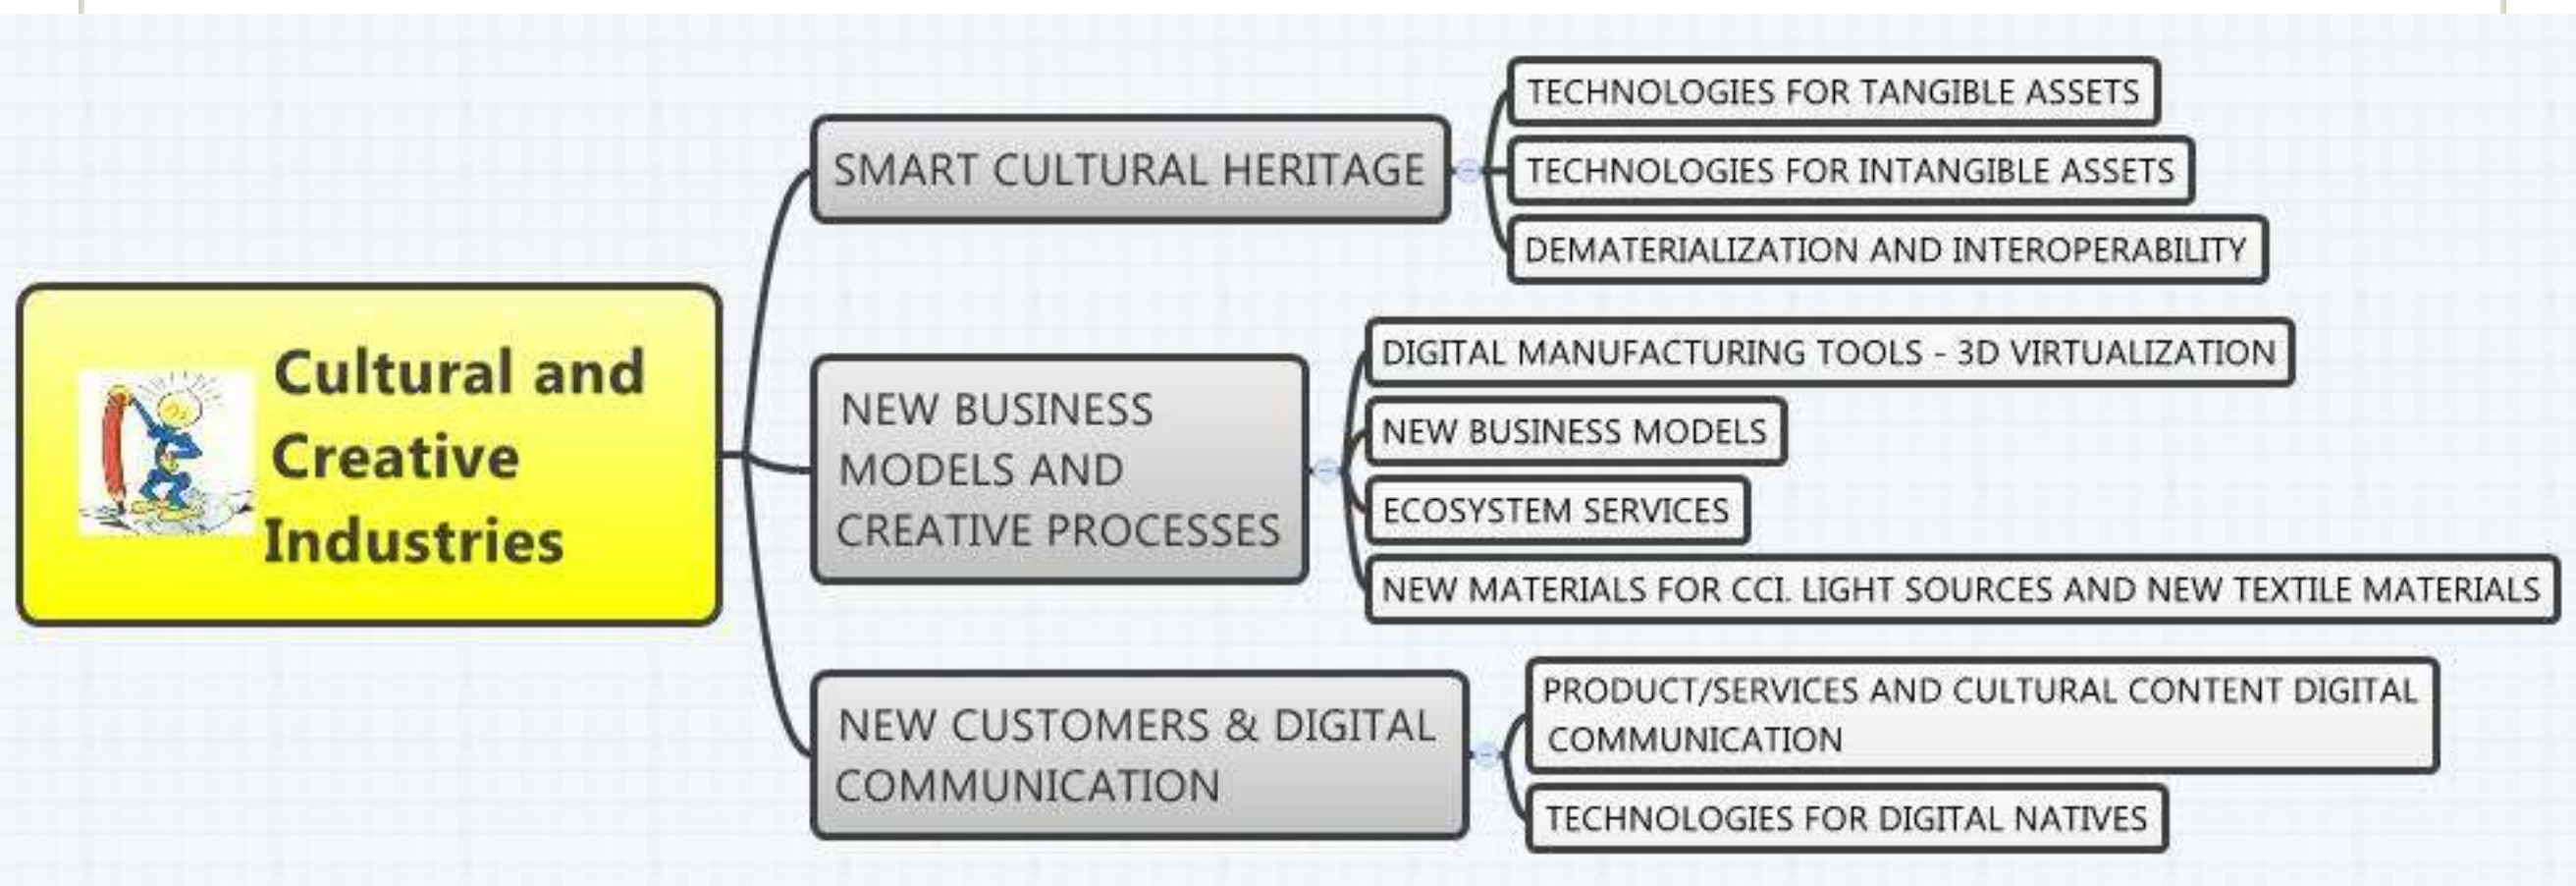 Cultural and
Creative
Industries
SMART CULTURAL HERITAGE
TECHNOLOGIES FOR TANGIBLE ASSETS
TECHNOLOGIES FOR INTANGIBLE ASSETS
DEMATERIALIZATION AND INTEROPERABILITY
NEW BUSINESS
MODELS AND
CREATIVE PROCESSES
DIGITAL MANUFACTURING TOOLS - 3D VIRTUALIZATION
NEW BUSINESS MODELS
ECOSYSTEM SERVICES
NEW MATERIALS FOR CCI. LIGHT SOURCES AND NEW TEXTILE MATERIALS
NEW CUSTOMERS & DIGITAL
COMMUNICATION
PRODUCT/SERVICES AND CULTURAL CONTENT DIGITAL
COMMUNICATION
TECHNOLOGIES FOR DIGITAL NATIVES